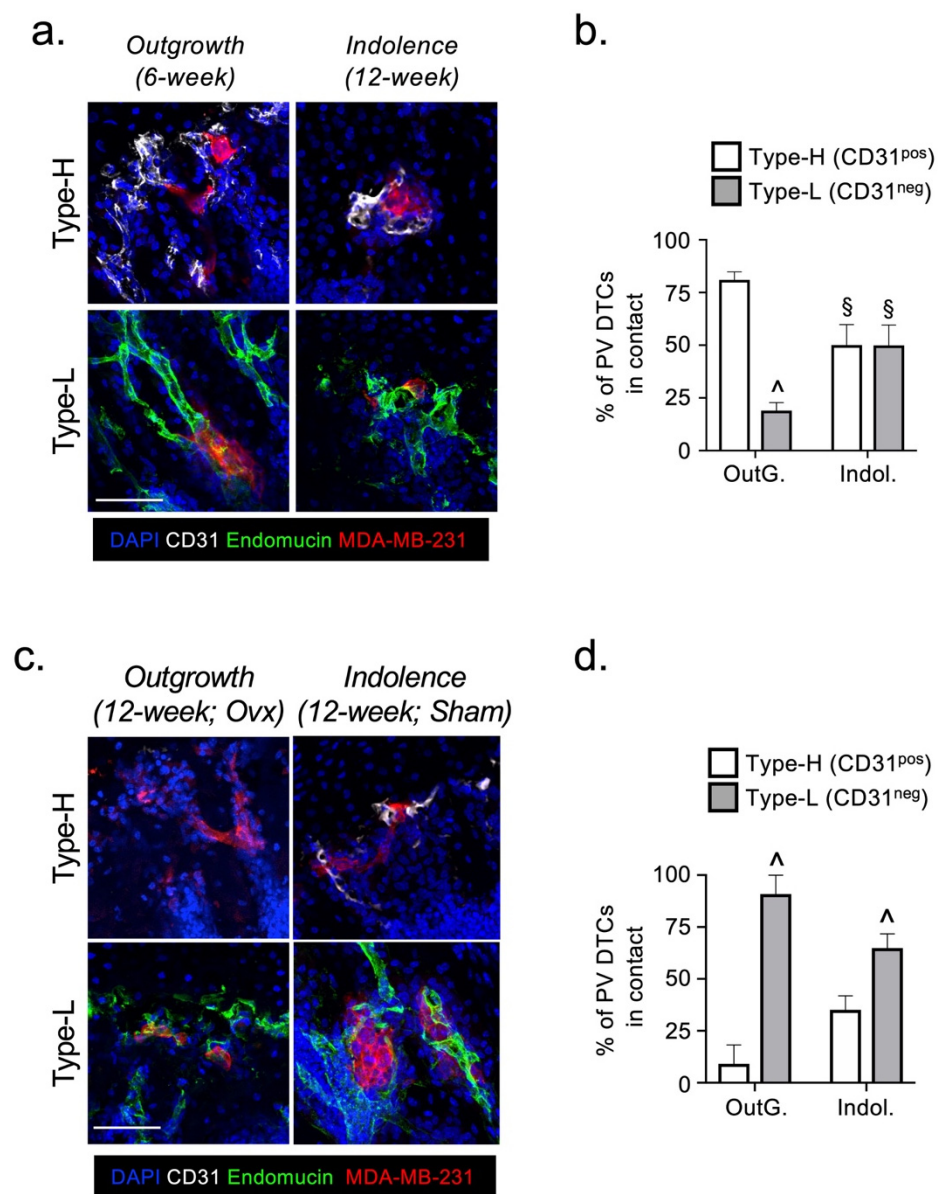 a.
Outgrowth
(6-week)
Indolence
(12-week)
Type-H
Type-L
DAPI CD31 Endomucin MDA-MB-231
b.
Type-H (CD31pos)
Type-L (CD31neg)
% of PV DTCs
in contact
100
75
50
25
0
^
§
§
OutG.
Indol.
c.
Outgrowth
(12-week; Ovx)
Indolence
(12-week; Sham)
Type-H
Type-L
DAPI CD31 Endomucin MDA-MB-231
d.
Type-H (CD31pos)
Type-L (CD31neg)
% of PV DTCs
in contact
100
75
50
25
0
^
^
OutG.
Indol.